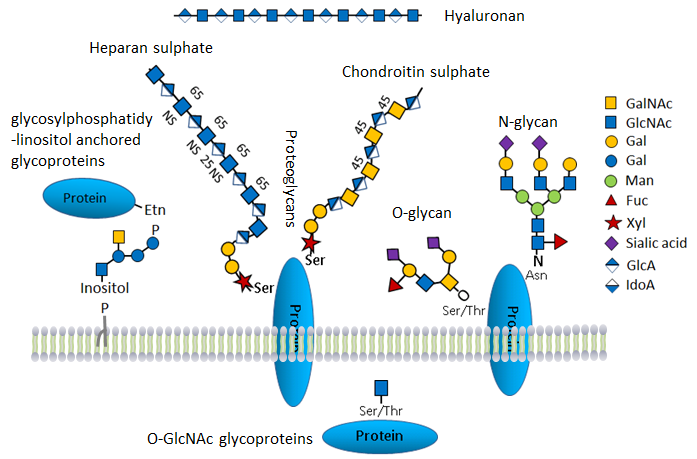 Hyaluronan
Heparan sulphate
Chondroitin sulphate
65
NS
65
65
NS
25 NS
65
45
45
45
glycosylphosphatidy
-linositol anchored
glycoproteins
Protein
Etn
P
Inositol
P
Proteoglycans
Ser
Ser
Protein
O-glycan
Ser/Thr
N-glycan
N
Asn
Protein
GalNAc
GlcNAc
Gal
Gal
Man
Fuc
Xyl
Sialic acid
GlcA
IdoA
Ser/Thr
O-GlcNAc glycoproteins
Protein